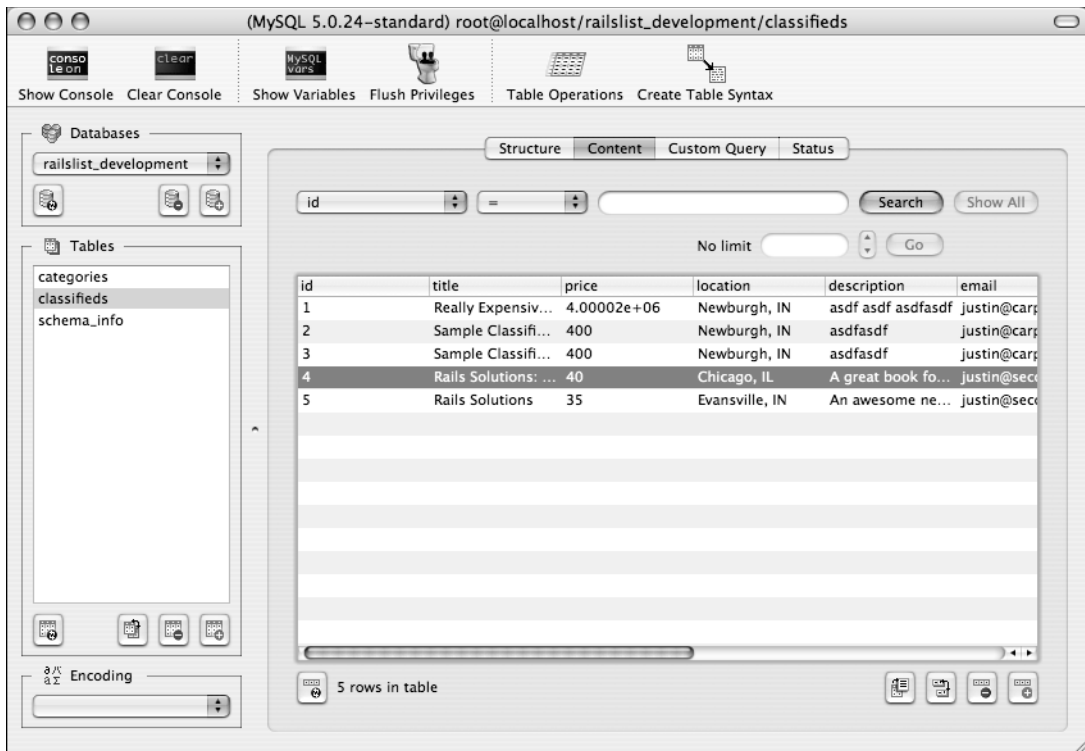 (MySQL 5.0.24-standard) root@localhost/railslist_development/classifieds
conso
le on
clear
MySQL
vars
Show Console Clear Console Show Variables Flush Privileges Table Operations Create Table Syntax
Databases
railslist_development
Structure Content Custom Query Status
id = Search Show All
No limit Go
Tables
categories
classifieds
schema_info
id title price location description email
1 Really Expensiv... 4.00002e+06 Newburgh, IN asdf asdf asdfasdf justin@carp
2 Sample Classifi... 400 Newburgh, IN asdfasdf justin@carp
3 Sample Classifi... 400 Newburgh, IN asdfasdf justin@carp
4 Rails Solutions: ... 40 Chicago, IL A great book fo... justin@seco
5 Rails Solutions 35 Evansville, IN An awesome ne... justin@seco
5 rows in table
Encoding